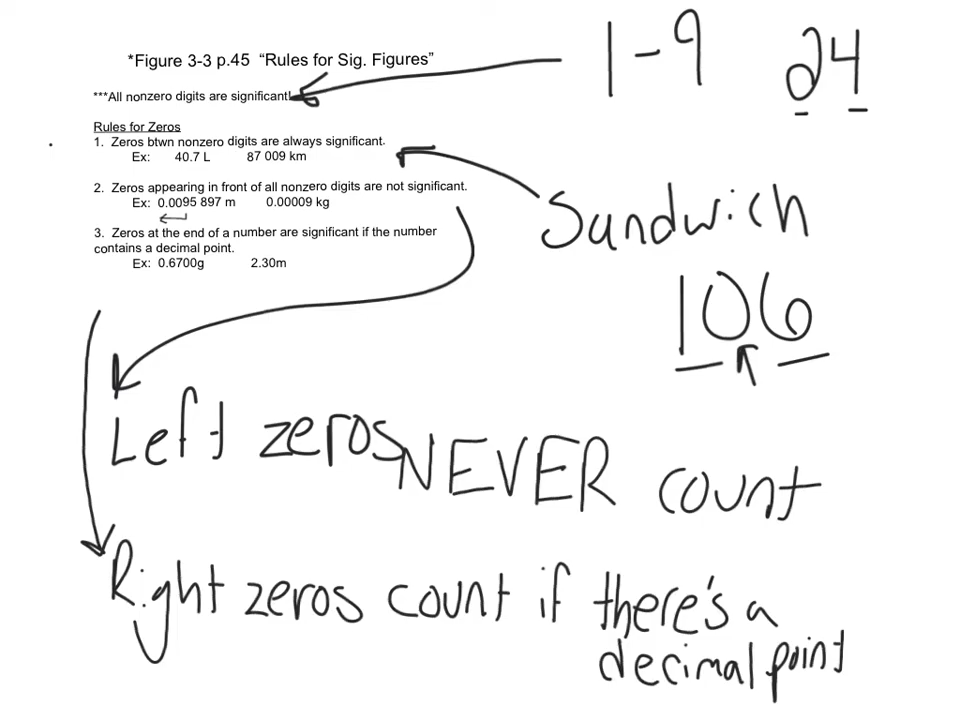 *Figure 3-3 p.45 “Rules for Sig. Figures”
1-9 24
***All nonzero digits are significant!
Rules for Zeros
1. Zeros btwn nonzero digits are always significant.
Ex: 40.7 L 87 009 km
2. Zeros appearing in front of all nonzero digits are not significant.
Ex: 0.0095 897 m 0.00009 kg
3. Zeros at the end of a number are significant if the number
contains a decimal point.
Ex: 0.6700g 2.30m
Sandwich
106
Left zeros NEVER count
Right zeros count if there's a
decimal point